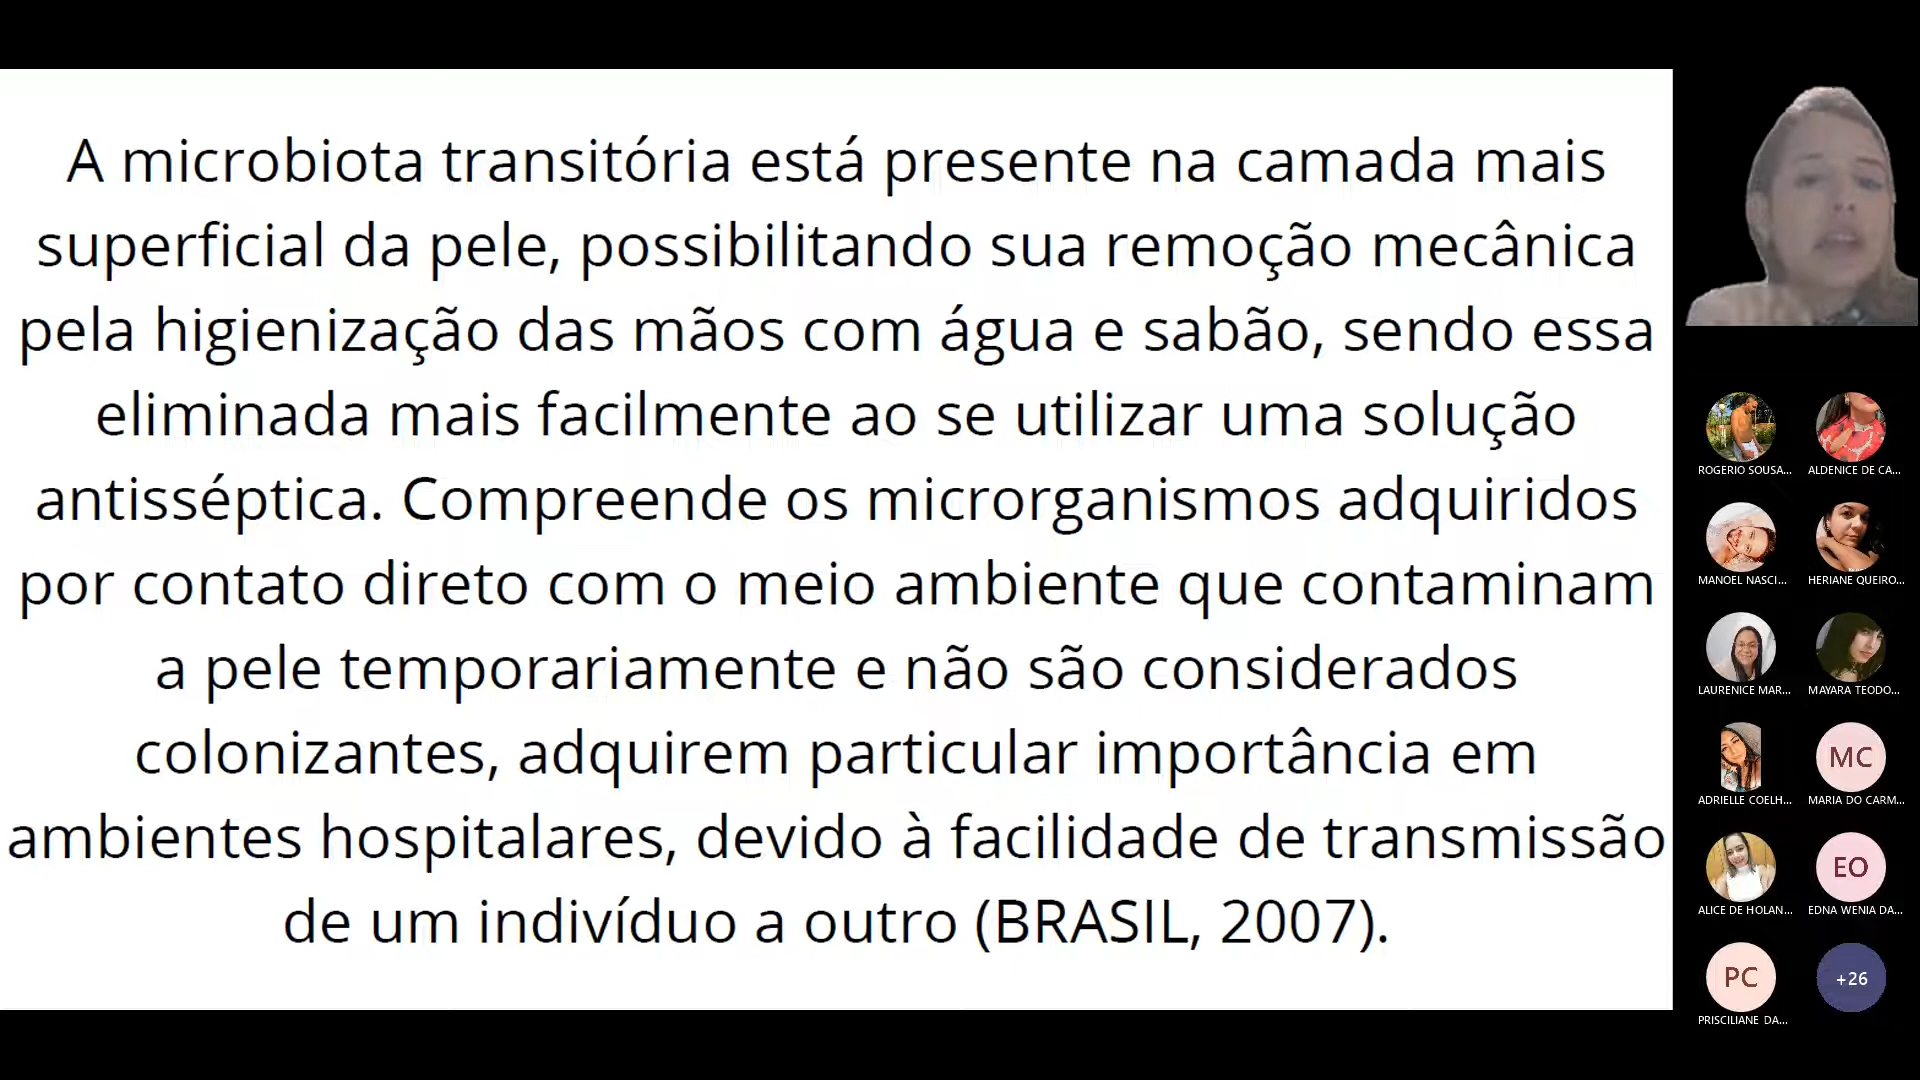 A microbiota transitória está presente na camada mais
superficial da pele, possibilitando sua remoção mecânica
pela higienização das mãos com água e sabão, sendo essa
eliminada mais facilmente ao se utilizar uma solução
antisséptica. Compreende os microrganismos adquiridos
por contato direto com o meio ambiente que contaminam
a pele temporariamente e não são considerados
colonizantes, adquirem particular importância em
ambientes hospitalares, devido à facilidade de transmissão
de um indivíduo a outro (BRASIL, 2007).
ROGERIO SOUSA...
ALDENICE DE CA...
MANOEL NASCI...
HERIANE QUEIRO...
LAURENICE MAR...
MAYARA TEODO...
MC
ADRIELLE COELH...
MARIA DO CARM...
EO
ALICE DE HOLAN...
EDNA WENIA DA...
PC
+26
PRISCILIANE DA...